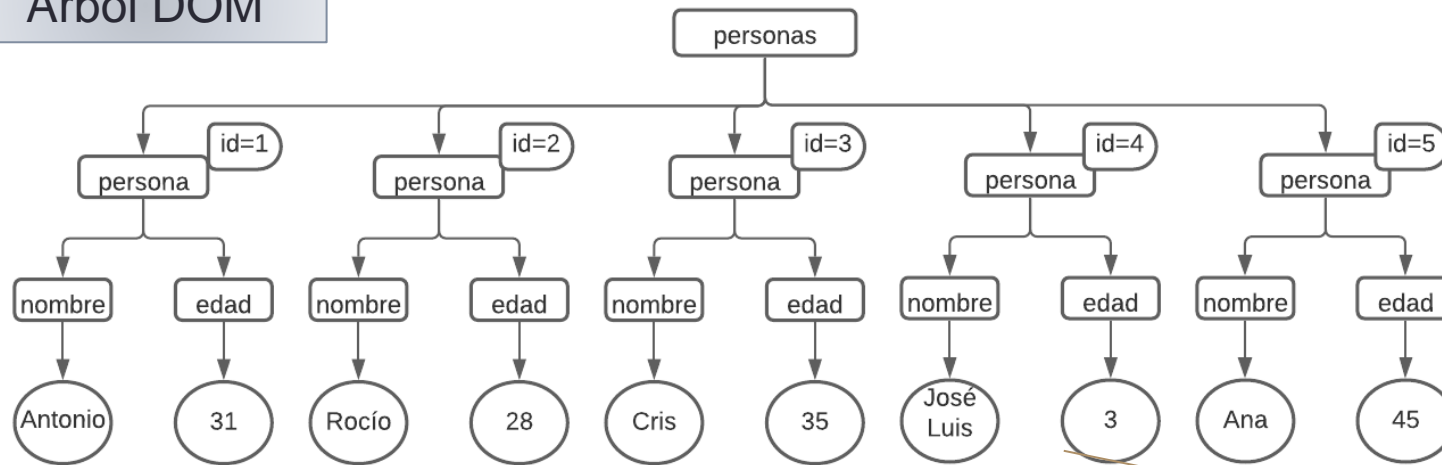 Árbol DOM
personas
id=1
id=2
id=3
id=4
id=5
persona
persona
persona
persona
persona
nombre
edad
nombre
edad
nombre
edad
nombre
edad
nombre
edad
Antonio
31
Rocío
28
Cris
35
José
Luis
3
Ana
45